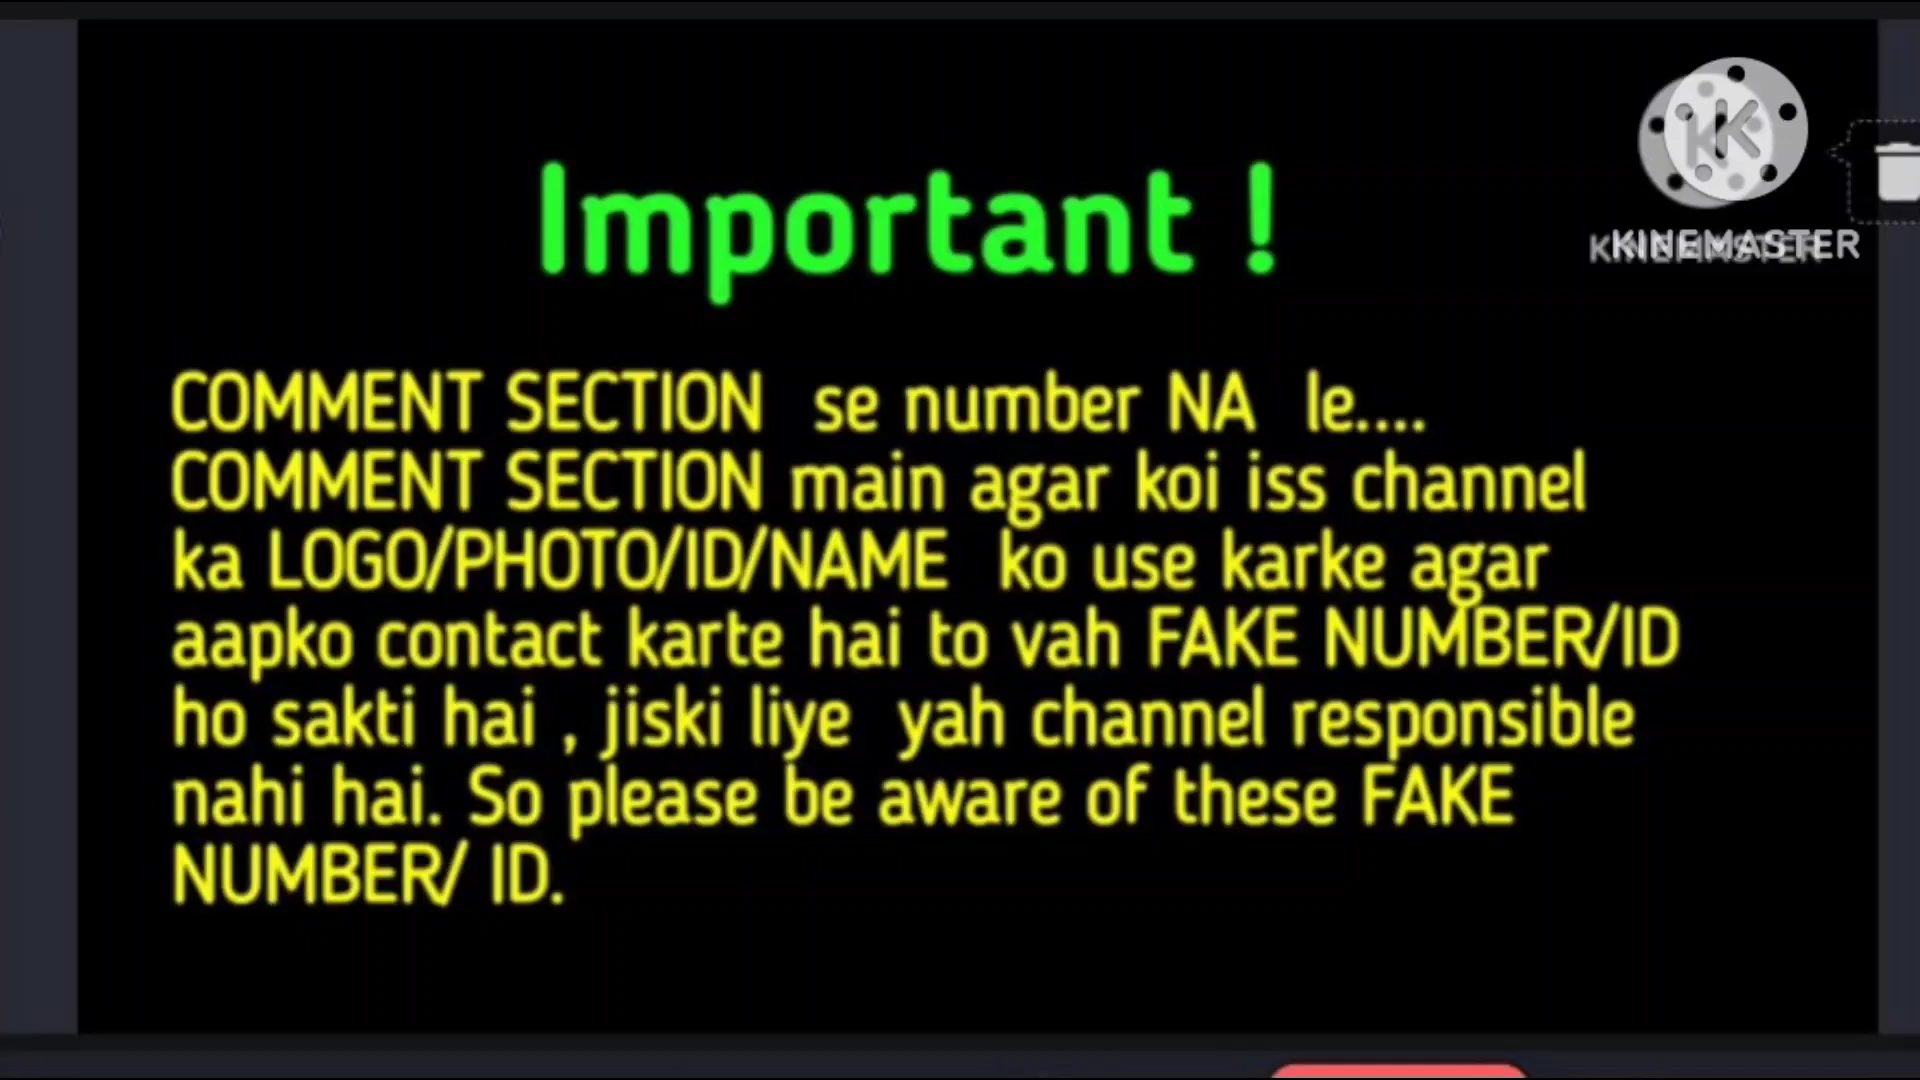 Important !
KINEMASTER
KINEMASTER
COMMENT SECTION se number NA le....
COMMENT SECTION main agar koi iss channel
ka LOGO/PHOTO/ID/NAME ko use karke agar
aapko contact karte hai to vah FAKE NUMBER/ID
ho sakti hai , jiski liye yah channel responsible
nahi hai. So please be aware of these FAKE
NUMBER/ ID.